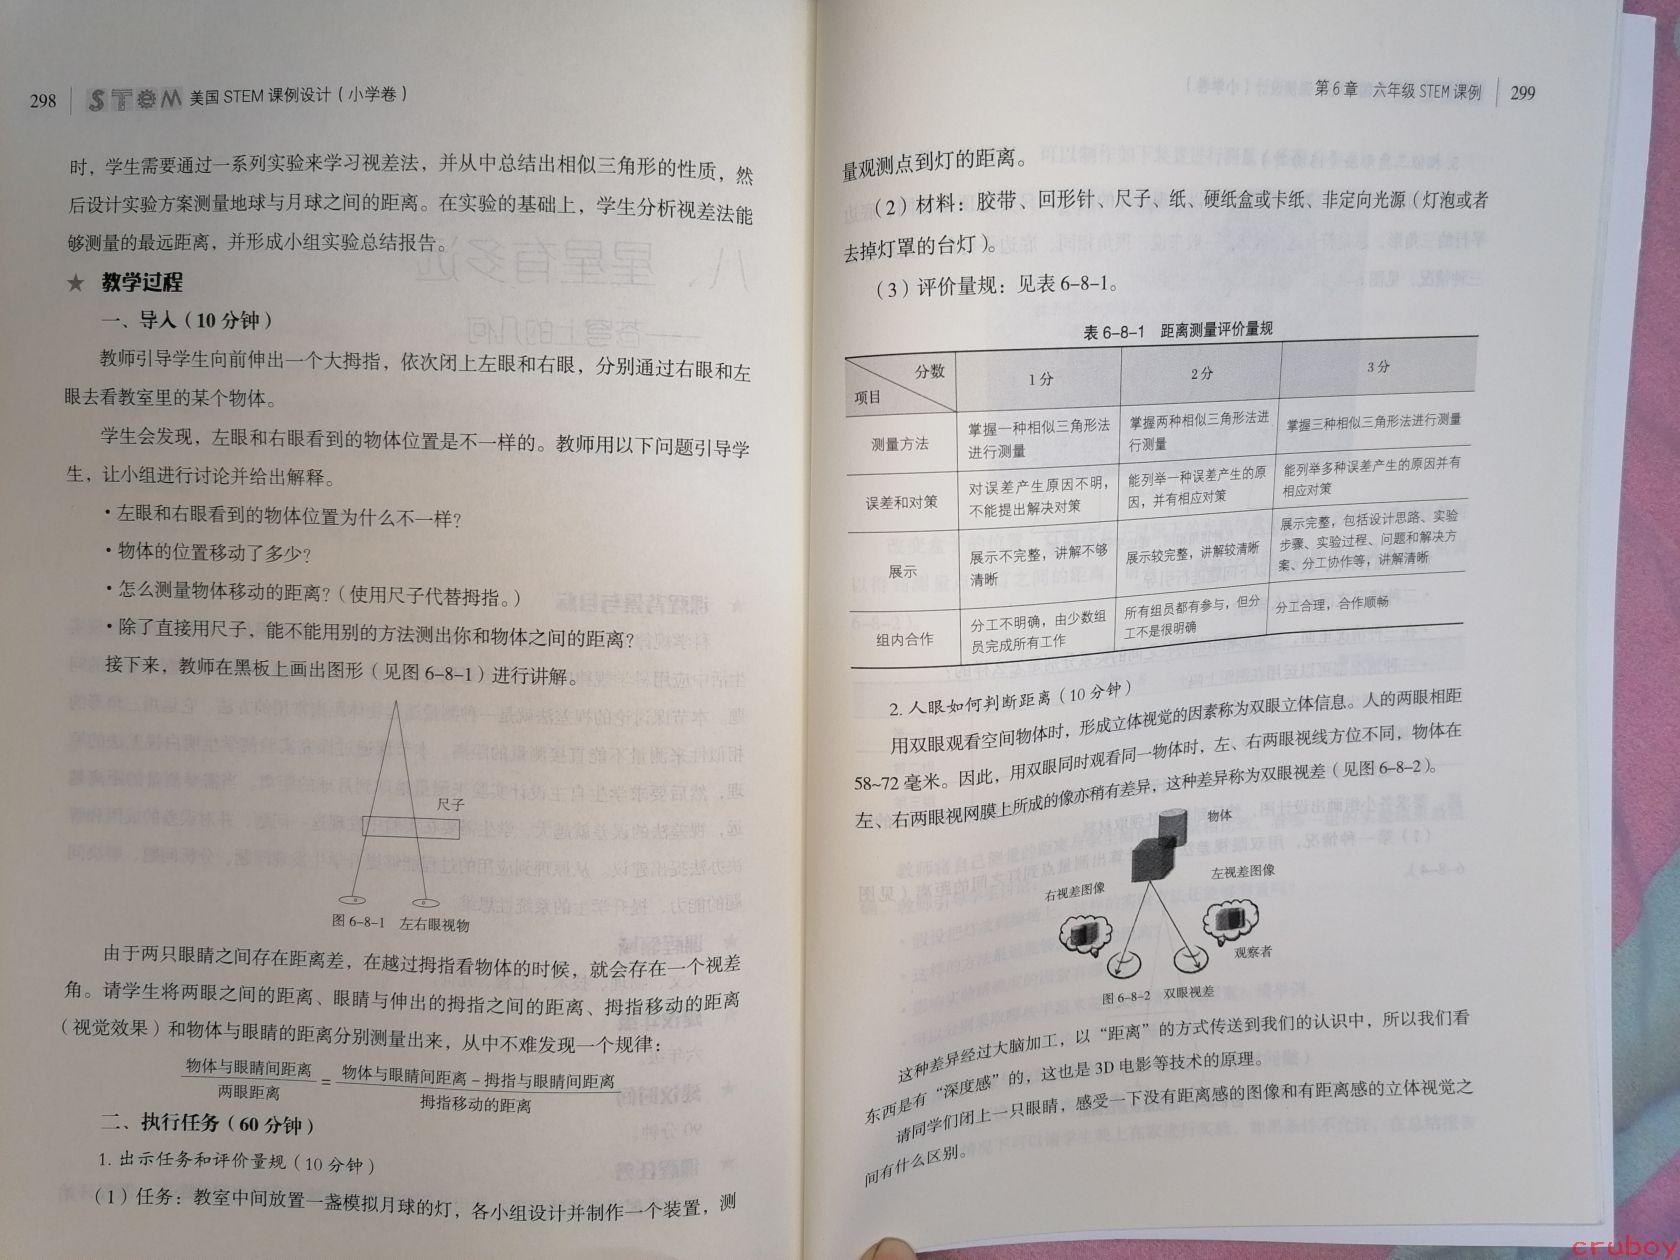 298 STEM 美国 STEM 课例设计（小学卷）
时，学生需要通过一系列实验来学习视差法，并从中总结出相似三角形的性质，然
后设计实验方案测量地球与月球之间的距离。在实验的基础上，学生分析视差法能
够测量的最远距离，并形成小组实验总结报告。
★ 教学过程
一、导入（10 分钟）
教师引导学生向前伸出一个大拇指，依次闭上左眼和右眼，分别通过右眼和左
眼去看教室里的某个物体。
学生会发现，左眼和右眼看到的物体位置是不一样的。教师用以下问题引导学
生，让小组进行讨论并给出解释。
·左眼和右眼看到的物体位置为什么不一样？
·物体的位置移动了多少？
·怎么测量物体移动的距离？（使用尺子代替拇指。）
·除了直接用尺子，能不能用别的方法测出你和物体之间的距离？
接下来，教师在黑板上画出图形（见图 6-8-1）进行讲解。
尺子
图 6-8-1 左右眼视物
由于两只眼睛之间存在距离差，在越过拇指看物体的时候，就会存在一个视差
角。请学生将两眼之间的距离、眼睛与伸出的拇指之间的距离、拇指移动的距离
（视觉效果）和物体与眼睛的距离分别测量出来，从中不难发现一个规律：
物体与眼睛间距离 = 物体与眼睛间距离 - 拇指与眼睛间距离
两眼距离 拇指移动的距离
二、执行任务（60 分钟）
1. 出示任务和评价量规（10 分钟）
（1）任务：教室中间放置一盏模拟月球的灯，各小组设计并制作一个装置，测
第 6 章 六年级 STEM 课例 299
量观测点到灯的距离。
（2）材料：胶带、回形针、尺子、纸、硬纸盒或卡纸、非定向光源（灯泡或者
去掉灯罩的台灯）。
（3）评价量规：见表 6-8-1。
表 6-8-1 距离测量评价量规
分数
项目
1 分
2 分
3 分
测量方法
掌握一种相似三角形法
进行测量
掌握两种相似三角形法进
行测量
掌握三种相似三角形法进行测量
误差和对策
对误差产生原因不明，
不能提出解决对策
能列举一种误差产生的原
因，并有相应对策
能列举多种误差产生的原因并有
相应对策
展示
展示不完整，讲解不够
清晰
展示较完整，讲解较清晰
展示完整，包括设计思路、实验
步骤、实验过程、问题和解决方
案、分工协作等，讲解清晰
组内合作
分工不明确，由少数组
员完成所有工作
所有组员都有参与，但分
工不是很明确
分工合理，合作顺畅
2. 人眼如何判断距离（10 分钟）
用双眼观看空间物体时，形成立体视觉的因素称为双眼立体信息。人的两眼相距
58~72 毫米。因此，用双眼同时观看同一物体时，左、右两眼视线方位不同，物体在
左、右两眼视网膜上所成的像亦稍有差异，这种差异称为双眼视差（见图 6-8-2）。
物体
右视差图像
左视差图像
观察者
图 6-8-2 双眼视差
这种差异经过大脑加工，以“距离”的方式传送到我们的认识中，所以我们看
东西是有“深度感”的，这也是 3D 电影等技术的原理。
请同学们闭上一只眼睛，感受一下没有距离感的图像和有距离感的立体视觉之
间有什么区别。
cruboy